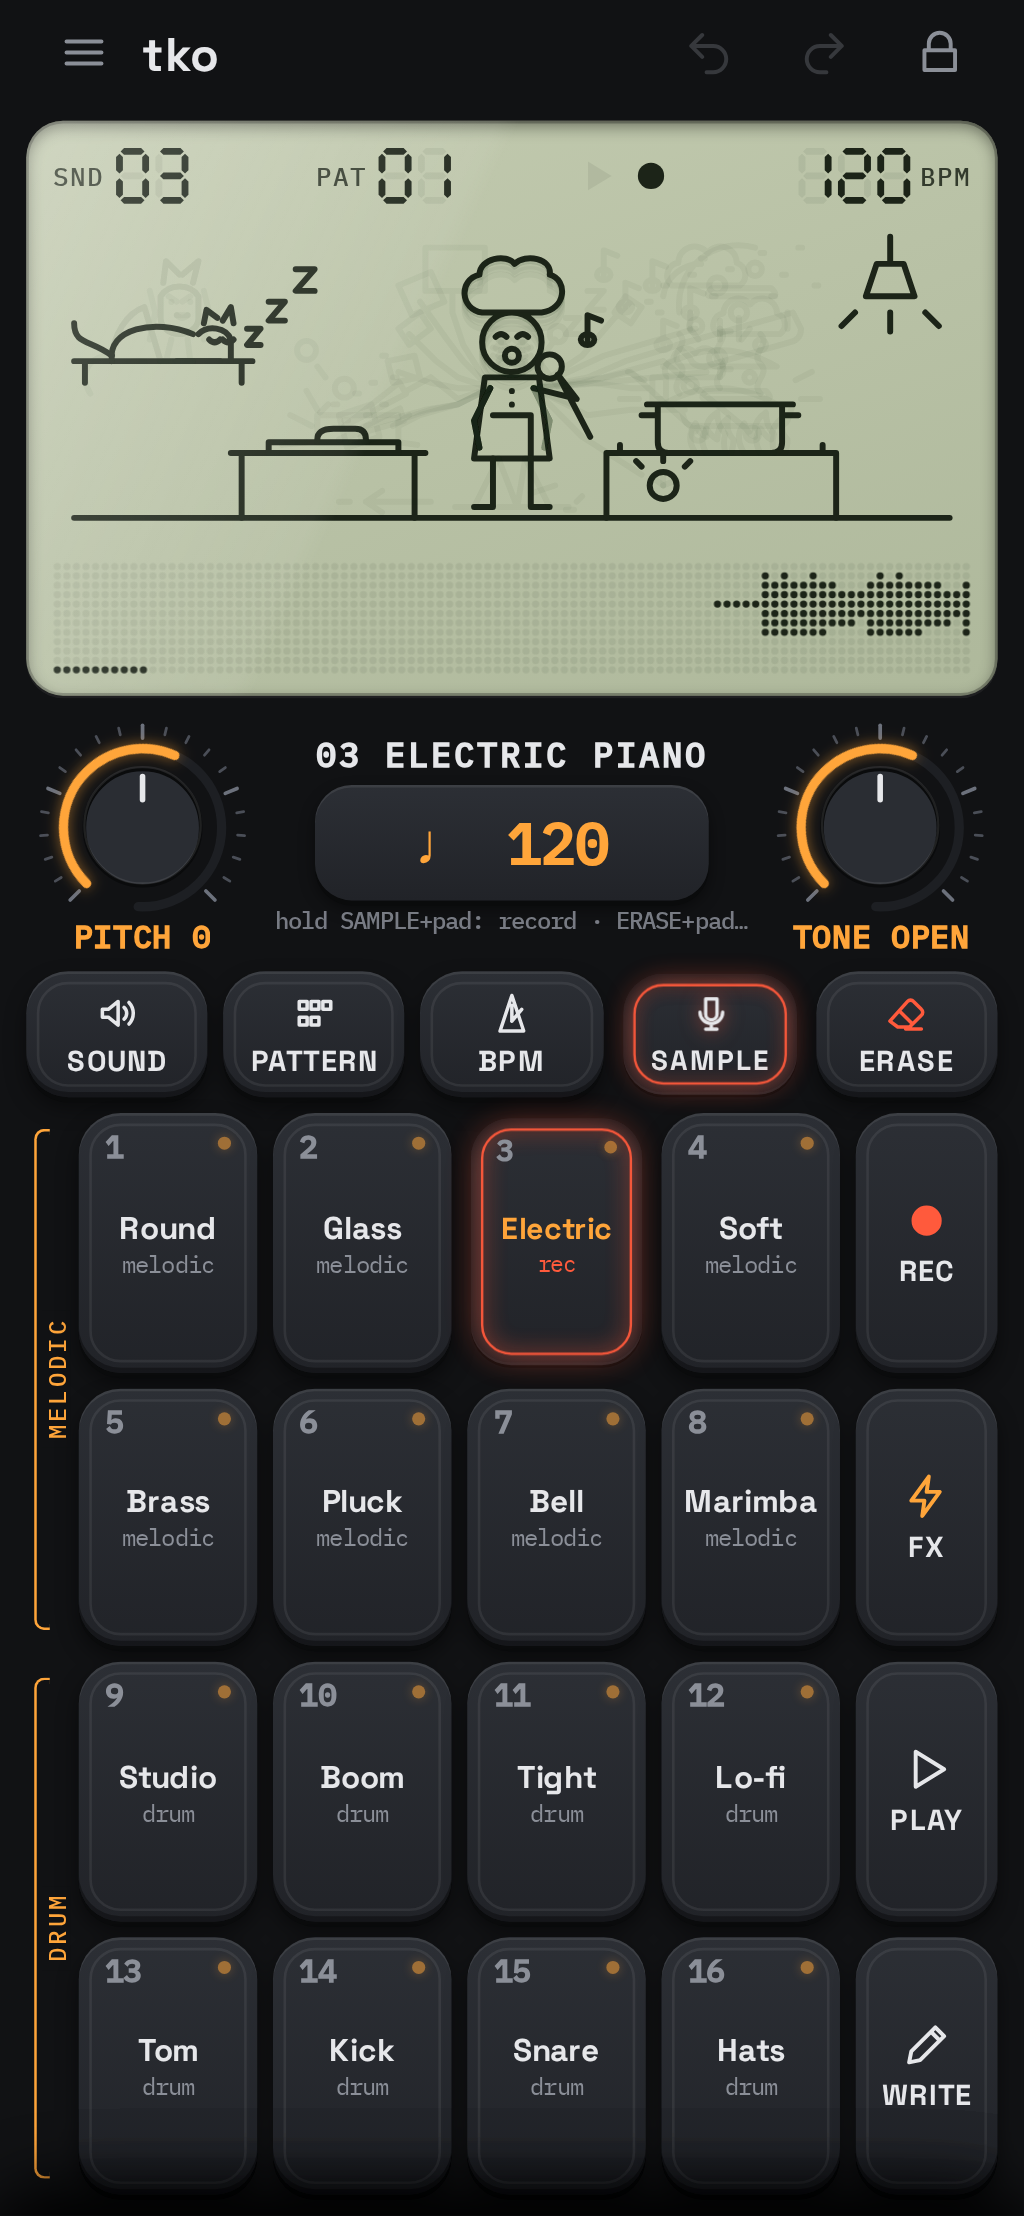 tko
SND 03 PAT 01 120 BPM
z z z
03 ELECTRIC PIANO
♩ 120
hold SAMPLE+pad: record · ERASE+pad…
PITCH 0 TONE OPEN
SOUND PATTERN BPM SAMPLE ERASE
MELODIC
1 Round melodic
2 Glass melodic
3 Electric rec
4 Soft melodic
REC
5 Brass melodic
6 Pluck melodic
7 Bell melodic
8 Marimba melodic
FX
DRUM
9 Studio drum
10 Boom drum
11 Tight drum
12 Lo-fi drum
PLAY
13 Tom drum
14 Kick drum
15 Snare drum
16 Hats drum
WRITE